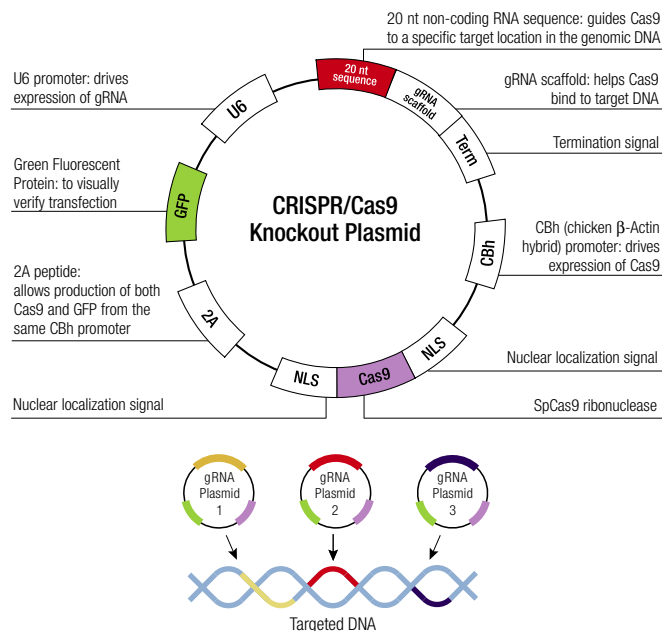 20 nt non-coding RNA sequence: guides Cas9
to a specific target location in the genomic DNA
U6 promoter: drives
expression of gRNA
gRNA scaffold: helps Cas9
bind to target DNA
Termination signal
Green Fluorescent
Protein: to visually
verify transfection
CBh (chicken β-Actin
hybrid) promoter: drives
expression of Cas9
2A peptide:
allows production of both
Cas9 and GFP from the
same CBh promoter
Nuclear localization signal
Nuclear localization signal
SpCas9 ribonuclease
20 nt
sequence
gRNA
scaffold
Term
CBh
NLS
Cas9
NLS
2A
GFP
U6
CRISPR/Cas9
Knockout Plasmid
gRNA
Plasmid
1
gRNA
Plasmid
2
gRNA
Plasmid
3
Targeted DNA